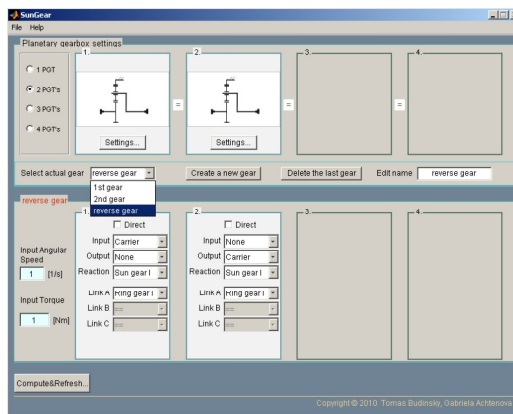 SunGear
File Help
Planetary gearbox settings
1. 2. 3. 4.
1 PGT
2 PGT's
3 PGT's
4 PGT's
= = =
Settings... Settings...
Select actual gear reverse gear Create a new gear Delete the last gear Edit name reverse gear
1st gear
2nd gear
reverse gear
reverse gear
1. 2. 3. 4.
Direct Direct
Input Carrier Input None
Output None Output Carrier
Reaction Sun gear I Reaction Sun gear I
Link A Ring gear I Link A Ring gear I
Link B == Link B ==
Link C == Link C ==
Input Angular
Speed
1 [1/s]
Input Torque
1 [Nm]
Compute&Refresh...
Copyright © 2010 Tomas Budinsky, Gabriela Achtenova